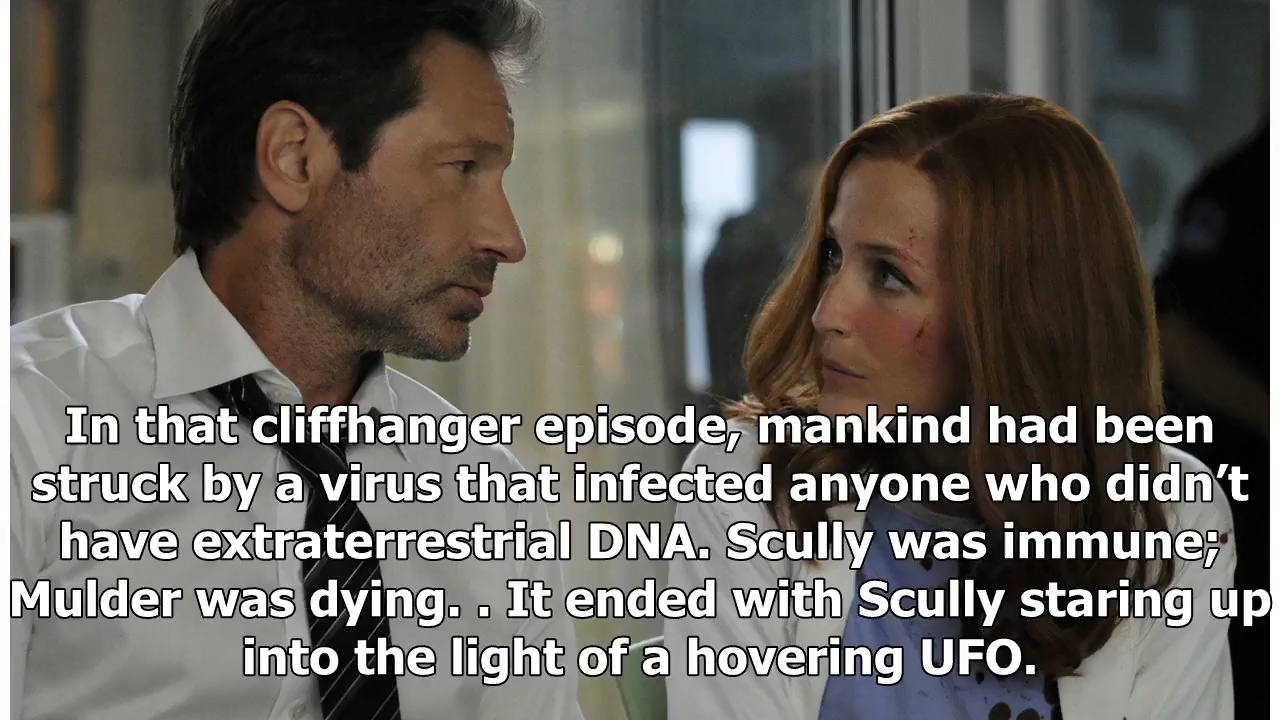 In that cliffhanger episode, mankind had been
struck by a virus that infected anyone who didn’t
have extraterrestrial DNA. Scully was immune;
Mulder was dying. . It ended with Scully staring up
into the light of a hovering UFO.